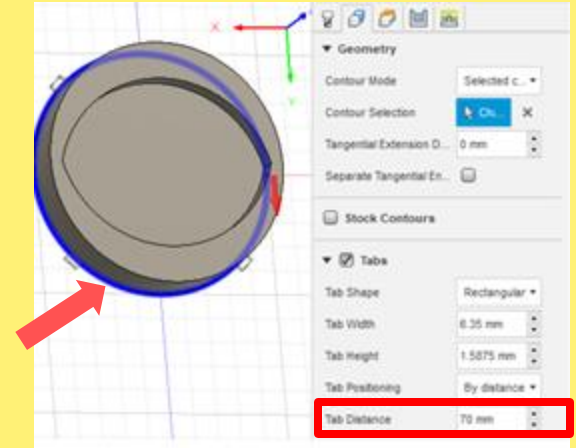 X
Y
Geometry
Contour Mode Selected c...
Contour Selection Ch...
Tangential Extension D... 0 mm
Separate Tangential En...
Stock Contours
Tabs
Tab Shape Rectangular
Tab Width 6.35 mm
Tab Height 1.5875 mm
Tab Positioning By distance
Tab Distance 70 mm